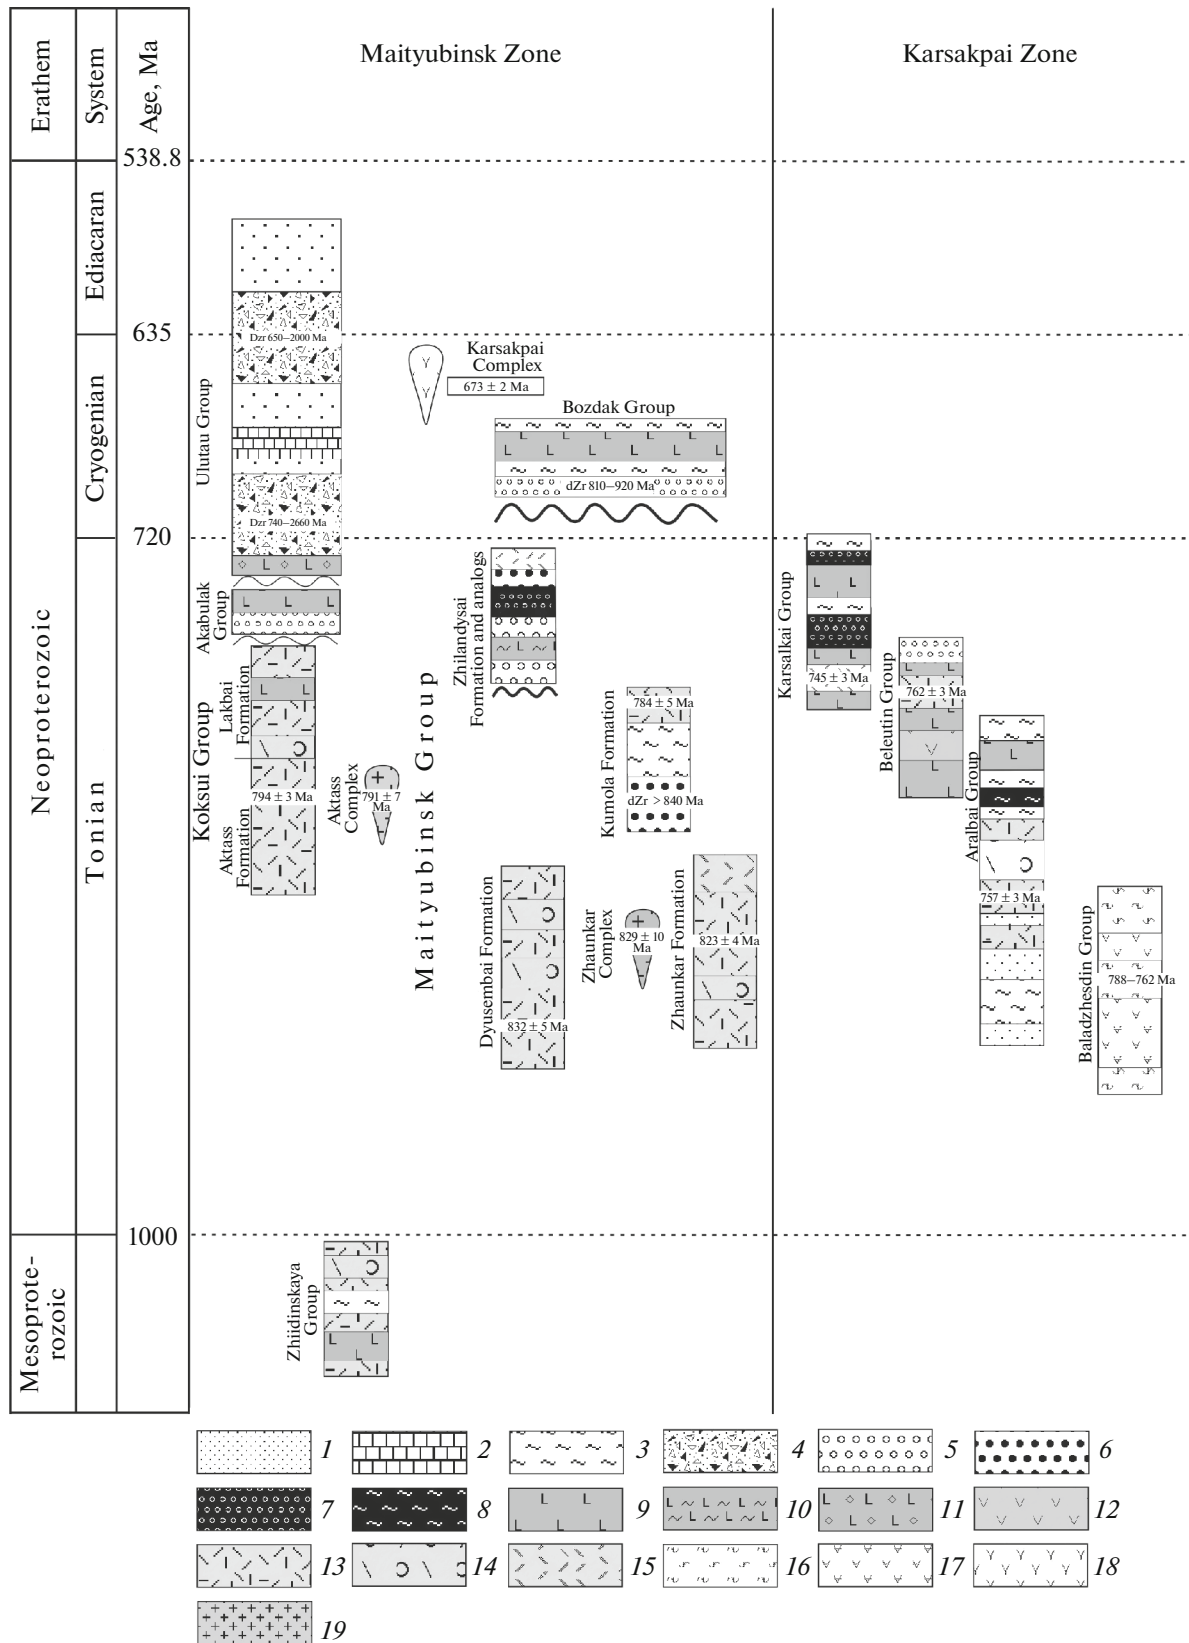 Erathem
System
Age, Ma
Maityubinsk Zone
Karsakpai Zone
538.8
635
720
1000
Neoproterozoic
Mesoprote-
rozoic
Ediacaran
Cryogenian
Tonian
Ulutau Group
Dzr 650–2000 Ma
Dzr 740–2660 Ma
Karsakpai
Complex
673 ± 2 Ma
Bozdak Group
dZr 810–920 Ma
Akabulak
Group
Koksui Group
Lakbai
Formation
Aktass
Formation
794 ± 3 Ma
Aktass
Complex
791 ± 7
Ma
Maityubinsk Group
Zhilandysai
Formation and analogs
Kumola Formation
784 ± 5 Ma
dZr > 840 Ma
Dyusembai Formation
832 ± 5 Ma
Zhaunkar
Complex
829 ± 10
Ma
Zhaunkar Formation
823 ± 4 Ma
Karsalkai Group
745 ± 3 Ma
Beleutin Group
762 ± 3 Ma
Aralbai Group
757 ± 3 Ma
Baladzhesdin Group
788–762 Ma
Zhiidinskaya
Group
1 2 3 4 5 6
7 8 9 10 11 12
13 14 15 16 17 18
19